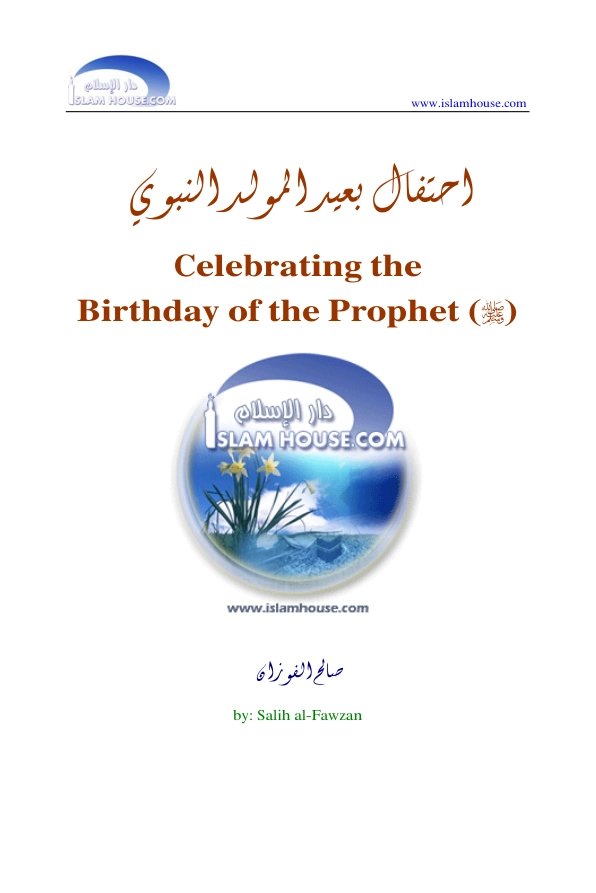 دار الإسلام
ISLAM HOUSE.COM
www.islamhouse.com
احتفال بعيد المولد النبوي
Celebrating the
Birthday of the Prophet (ﷺ)
دار الإسلام
ISLAM HOUSE.COM
www.islamhouse.com
صالح الفوزان
by: Salih al-Fawzan